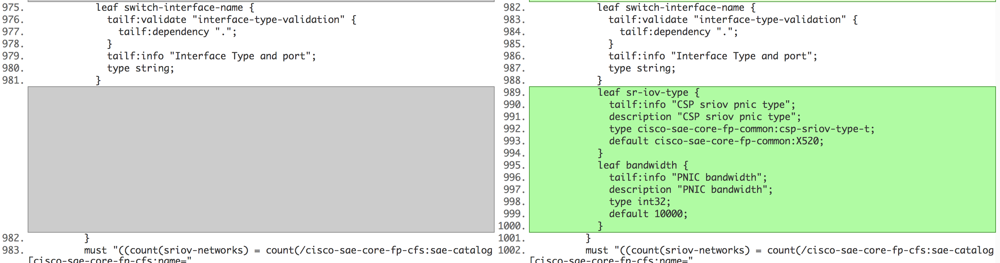 975. leaf switch-interface-name {
976. tailf:validate "interface-type-validation" {
977. tailf:dependency ".";
978. }
979. tailf:info "Interface Type and port";
980. type string;
981. }
982. }
983. must "((count(sriov-networks) = count(/cisco-sae-core-fp-cfs:sae-catalog
[cisco-sae-core-fp-cfs:name="
982. leaf switch-interface-name {
983. tailf:validate "interface-type-validation" {
984. tailf:dependency ".";
985. }
986. tailf:info "Interface Type and port";
987. type string;
988. }
989. leaf sr-iov-type {
990. tailf:info "CSP sriov pnic type";
991. description "CSP sriov pnic type";
992. type cisco-sae-core-fp-common:csp-sriov-type-t;
993. default cisco-sae-core-fp-common:X520;
994. }
995. leaf bandwidth {
996. tailf:info "PNIC bandwidth";
997. description "PNIC bandwidth";
998. type int32;
999. default 10000;
1000. }
1001. }
1002. must "((count(sriov-networks) = count(/cisco-sae-core-fp-cfs:sae-catalog
[cisco-sae-core-fp-cfs:name="